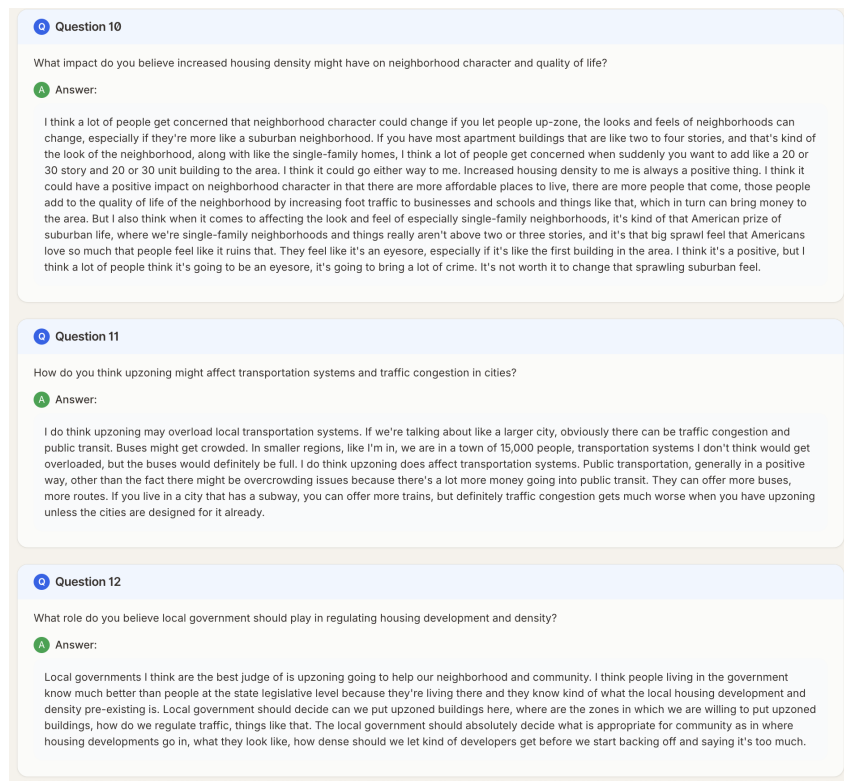 Q Question 10
What impact do you believe increased housing density might have on neighborhood character and quality of life?
A Answer:
I think a lot of people get concerned that neighborhood character could change if you let people up-zone, the looks and feels of neighborhoods can
change, especially if they're more like a suburban neighborhood. If you have most apartment buildings that are like two to four stories, and that's kind of
the look of the neighborhood, along with like the single-family homes, I think a lot of people get concerned when suddenly you want to add like a 20 or
30 story and 20 or 30 unit building to the area. I think it could go either way to me. Increased housing density to me is always a positive thing. I think it
could have a positive impact on neighborhood character in that there are more affordable places to live, there are more people that come, those people
add to the quality of life of the neighborhood by increasing foot traffic to businesses and schools and things like that, which in turn can bring money to
the area. But I also think when it comes to affecting the look and feel of especially single-family neighborhoods, it's kind of that American prize of
suburban life, where we're single-family neighborhoods and things really aren't above two or three stories, and it's that big sprawl feel that Americans
love so much that people feel like it ruins that. They feel like it's an eyesore, especially if it's like the first building in the area. I think it's a positive, but I
think a lot of people think it's going to be an eyesore, it's going to bring a lot of crime. It's not worth it to change that sprawling suburban feel.
Q Question 11
How do you think upzoning might affect transportation systems and traffic congestion in cities?
A Answer:
I do think upzoning may overload local transportation systems. If we're talking about like a larger city, obviously there can be traffic congestion and
public transit. Buses might get crowded. In smaller regions, like I'm in, we are in a town of 15,000 people, transportation systems I don't think would get
overloaded, but the buses would definitely be full. I do think upzoning does affect transportation systems. Public transportation, generally in a positive
way, other than the fact there might be overcrowding issues because there's a lot more money going into public transit. They can offer more buses,
more routes. If you live in a city that has a subway, you can offer more trains, but definitely traffic congestion gets much worse when you have upzoning
unless the cities are designed for it already.
Q Question 12
What role do you believe local government should play in regulating housing development and density?
A Answer:
Local governments I think are the best judge of is upzoning going to help our neighborhood and community. I think people living in the government
know much better than people at the state legislative level because they're living there and they know kind of what the local housing development and
density pre-existing is. Local government should decide can we put upzoned buildings here, where are the zones in which we are willing to put upzoned
buildings, how do we regulate traffic, things like that. The local government should absolutely decide what is appropriate for community as in where
housing developments go in, what they look like, how dense should we let kind of developers get before we start backing off and saying it's too much.